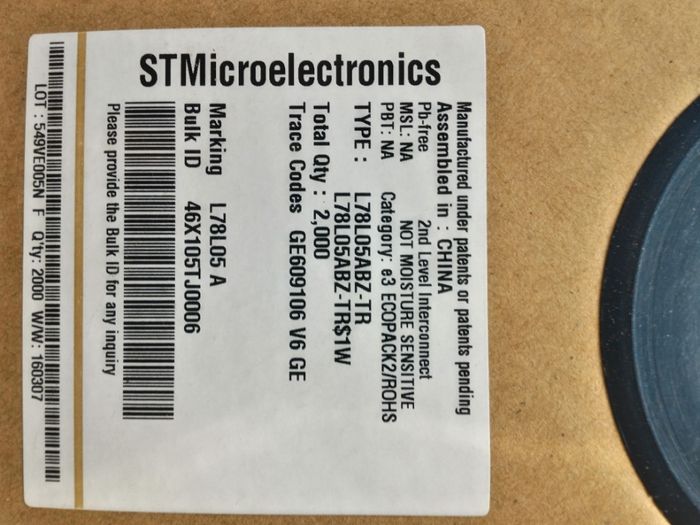 STMicroelectronics
Manufactured under patents or patents pending
Assembled in : CHINA
Pb-free 2nd Level Interconnect
MSL: NA NOT MOISTURE SENSITIVE
PBT: NA Category: e3 ECOPACK2/ROHS
TYPE : L78L05ABZ-TR
L78L05ABZ-TR$1W
Total Qty : 2,000
Trace Codes GE609106 V6 GE
Marking L78L05 A
Bulk ID 46X105TJ0006
Please provide the Bulk ID for any inquiry
LOT : 549VE005N F Q'ty: 2000 W/W: 160307